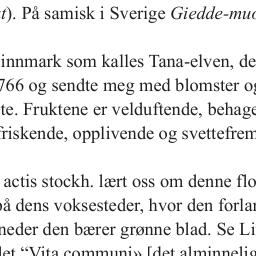 t). På samisk i Sverige Giedde-muo
innmark som kalles Tana-elven, de
766 og sendte meg med blomster og
te. Fruktene er velduftende, behage
friskende, opplivende og svettefrem
actis stockh. lært oss om denne flo
på dens voksesteder, hvor den forlan
neder den bærer grønne blad. Se Li
let “Vita communi» [det alminnelig